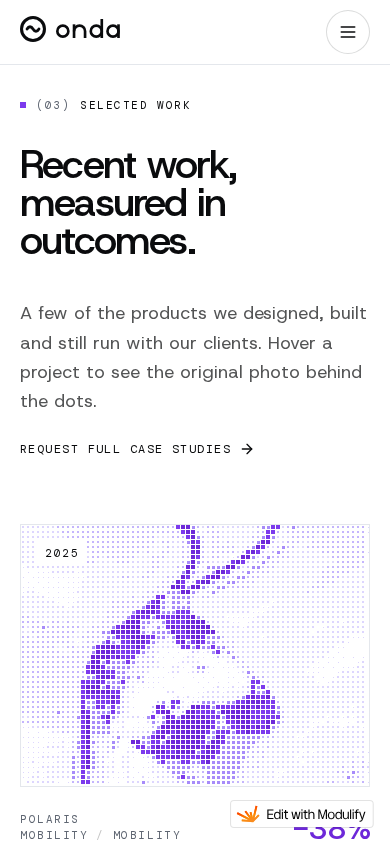 onda
(03) SELECTED WORK
Recent work,
measured in
outcomes.
A few of the products we designed, built
and still run with our clients. Hover a
project to see the original photo behind
the dots.
REQUEST FULL CASE STUDIES →
2025
POLARIS
MOBILITY / MOBILITY
−38%
Edit with Modulify